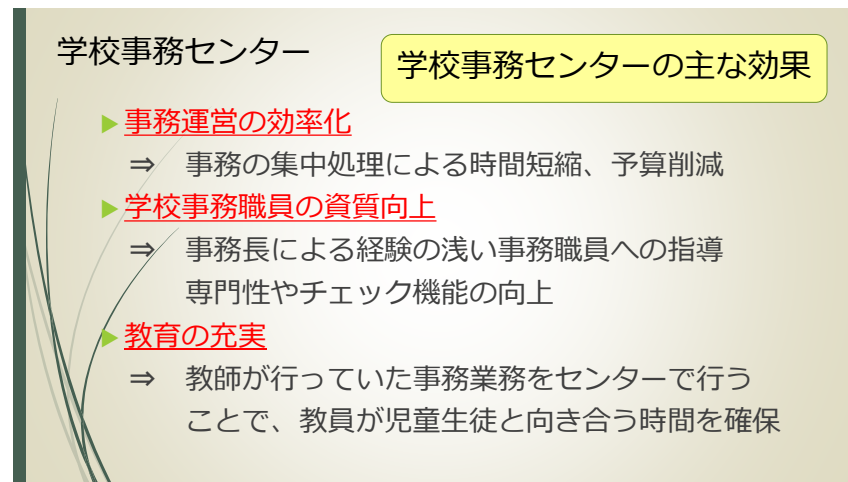 学校事務センター
学校事務センターの主な効果
▶事務運営の効率化
⇒　事務の集中処理による時間短縮、予算削減
▶学校事務職員の資質向上
⇒　事務長による経験の浅い事務職員への指導
専門性やチェック機能の向上
▶教育の充実
⇒　教師が行っていた事務業務をセンターで行う
ことで、教員が児童生徒と向き合う時間を確保